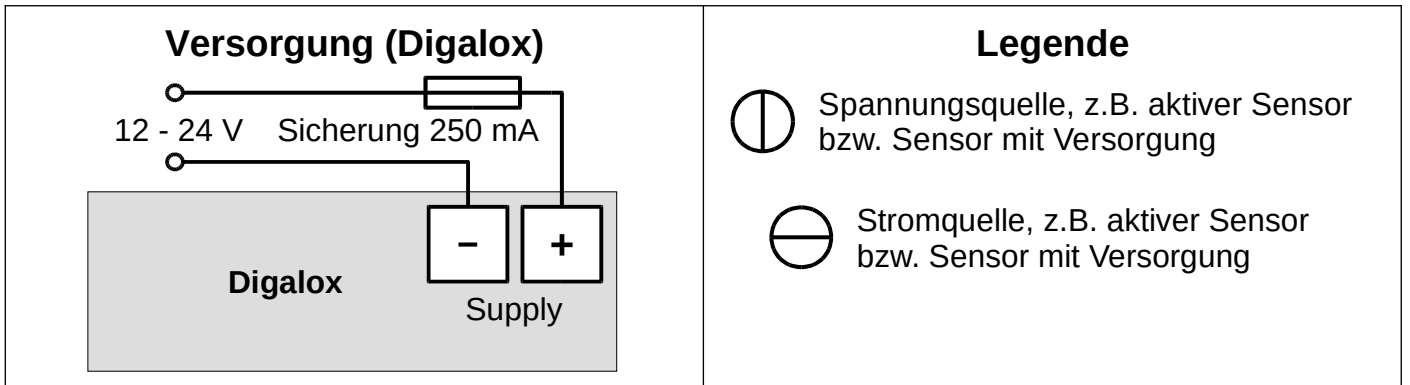 Versorgung (Digalox)
12 - 24 V Sicherung 250 mA
− +
Digalox
Supply
Legende
Spannungsquelle, z.B. aktiver Sensor
bzw. Sensor mit Versorgung
Stromquelle, z.B. aktiver Sensor
bzw. Sensor mit Versorgung